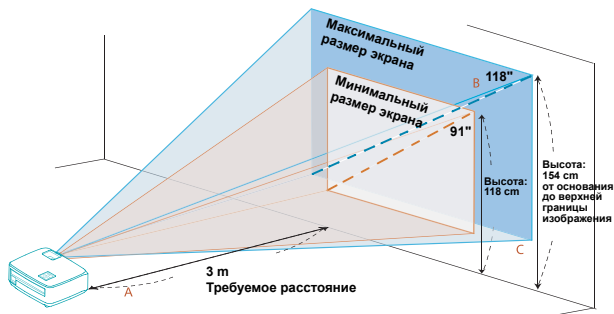 Максимальный
размер экрана
118"
B
Минимальный
размер экрана
91"
Высота:
118 cm
Высота:
154 cm
от основания
до верхней
границы
изображения
C
A
3 m
Требуемое расстояние